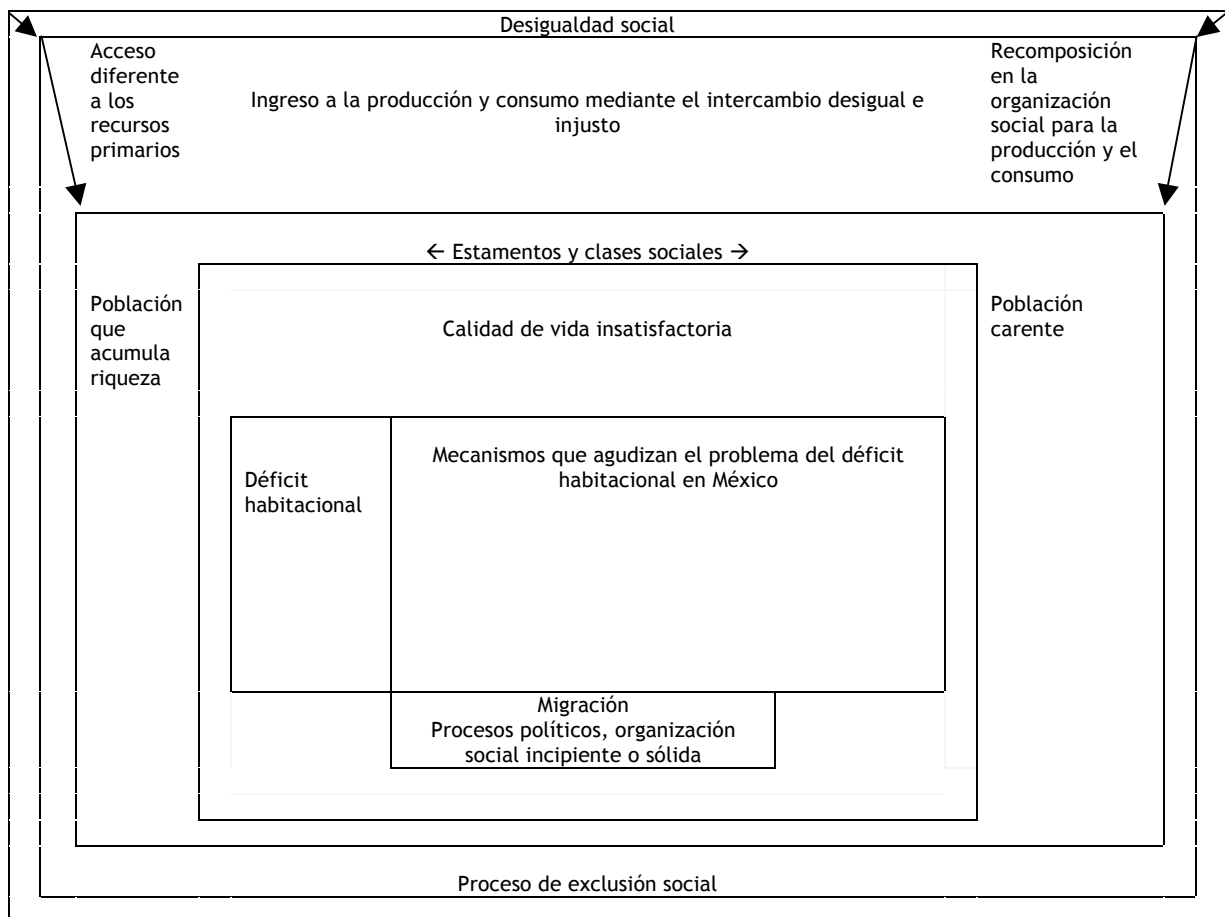 Desigualdad social
Acceso
diferente
a los
recursos
primarios
Ingreso a la producción y consumo mediante el intercambio desigual e
injusto
Recomposición
en la
organización
social para la
producción y el
consumo
← Estamentos y clases sociales →
Población
que
acumula
riqueza
Calidad de vida insatisfactoria
Población
carente
Déficit
habitacional
Mecanismos que agudizan el problema del déficit
habitacional en México
Migración
Procesos políticos, organización
social incipiente o sólida
Proceso de exclusión social